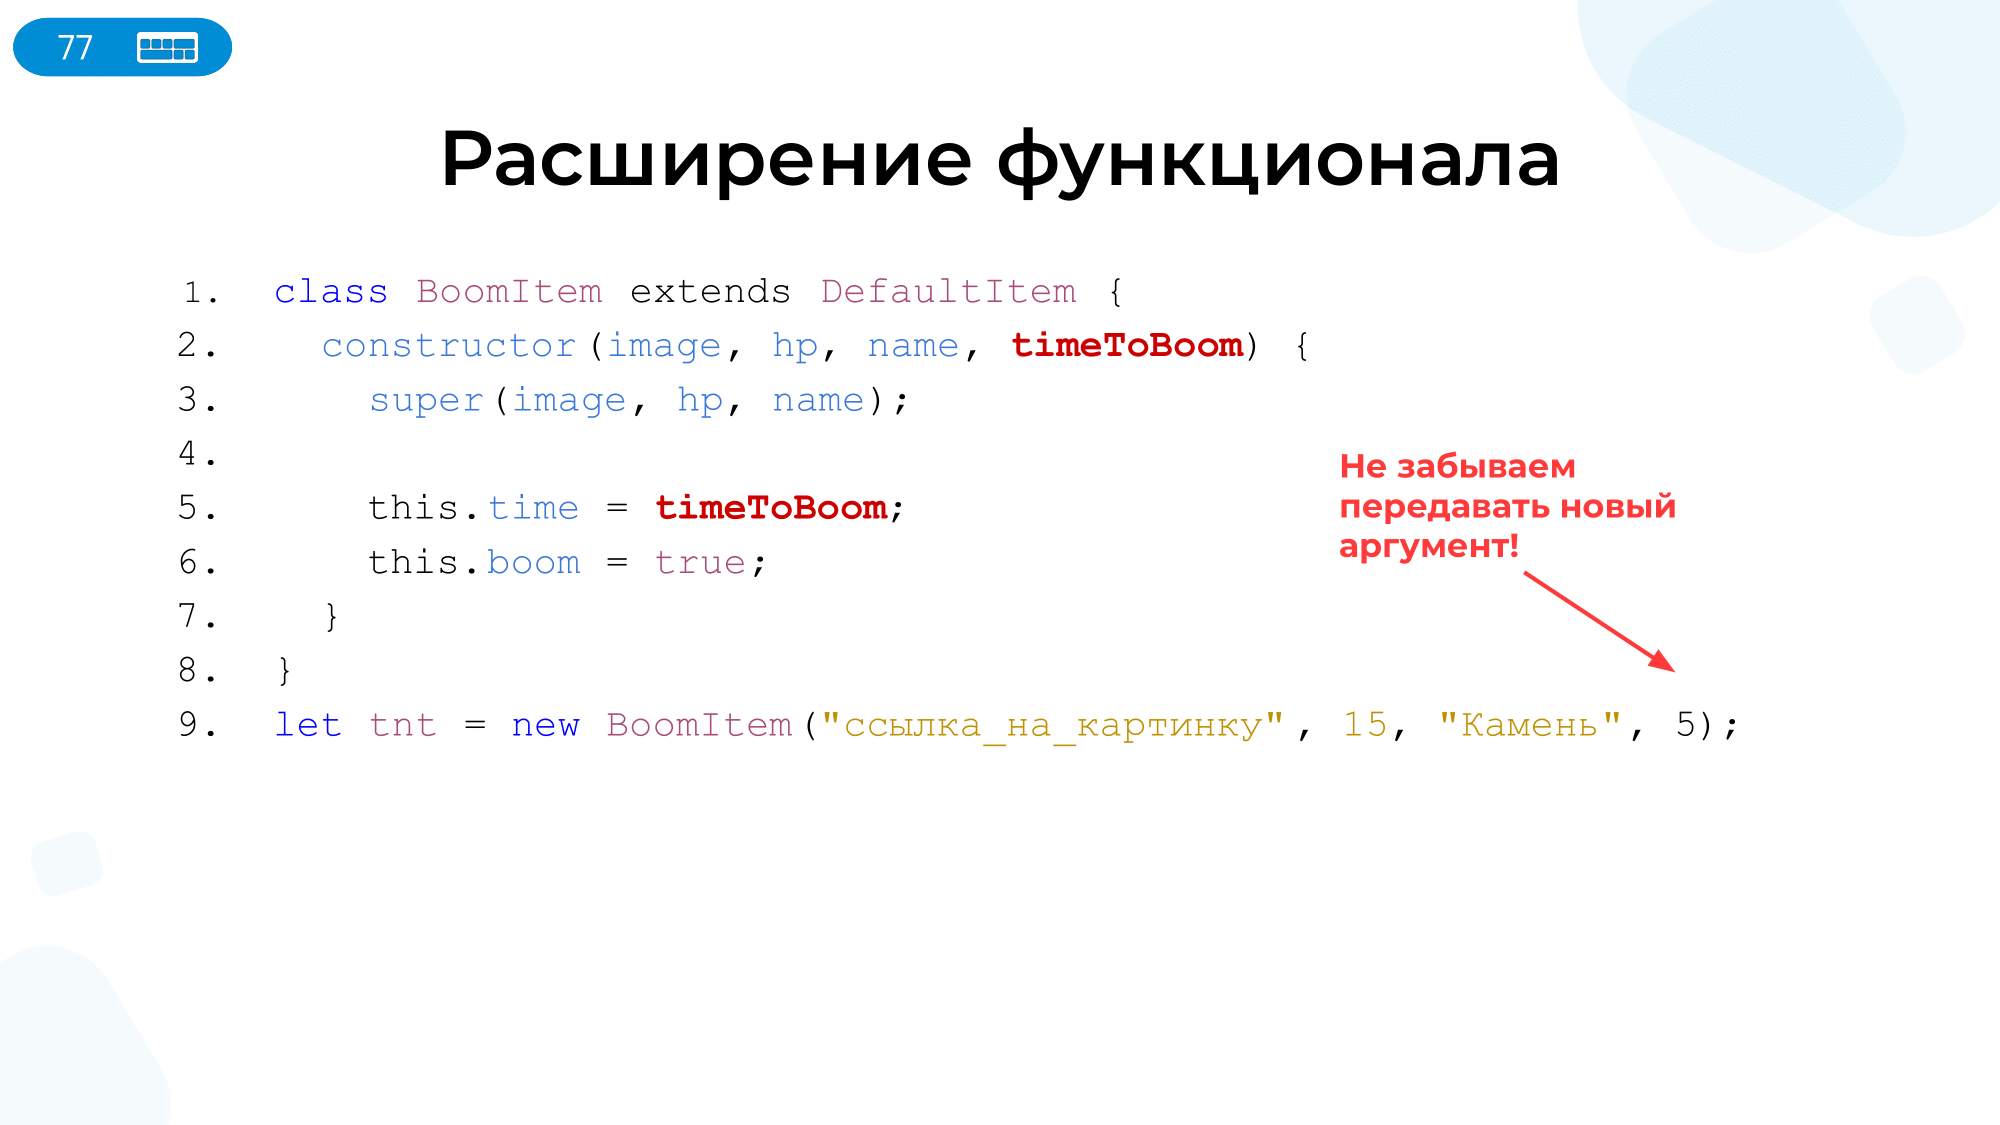 77
Расширение функционала
1. class BoomItem extends DefaultItem {
2. constructor(image, hp, name, timeToBoom) {
3. super(image, hp, name);
4.
Не забываем
передавать новый
аргумент!
5. this.time = timeToBoom;
6. this.boom = true;
7. }
8. }
9. let tnt = new BoomItem("ссылка_на_картинку", 15, "Камень", 5);